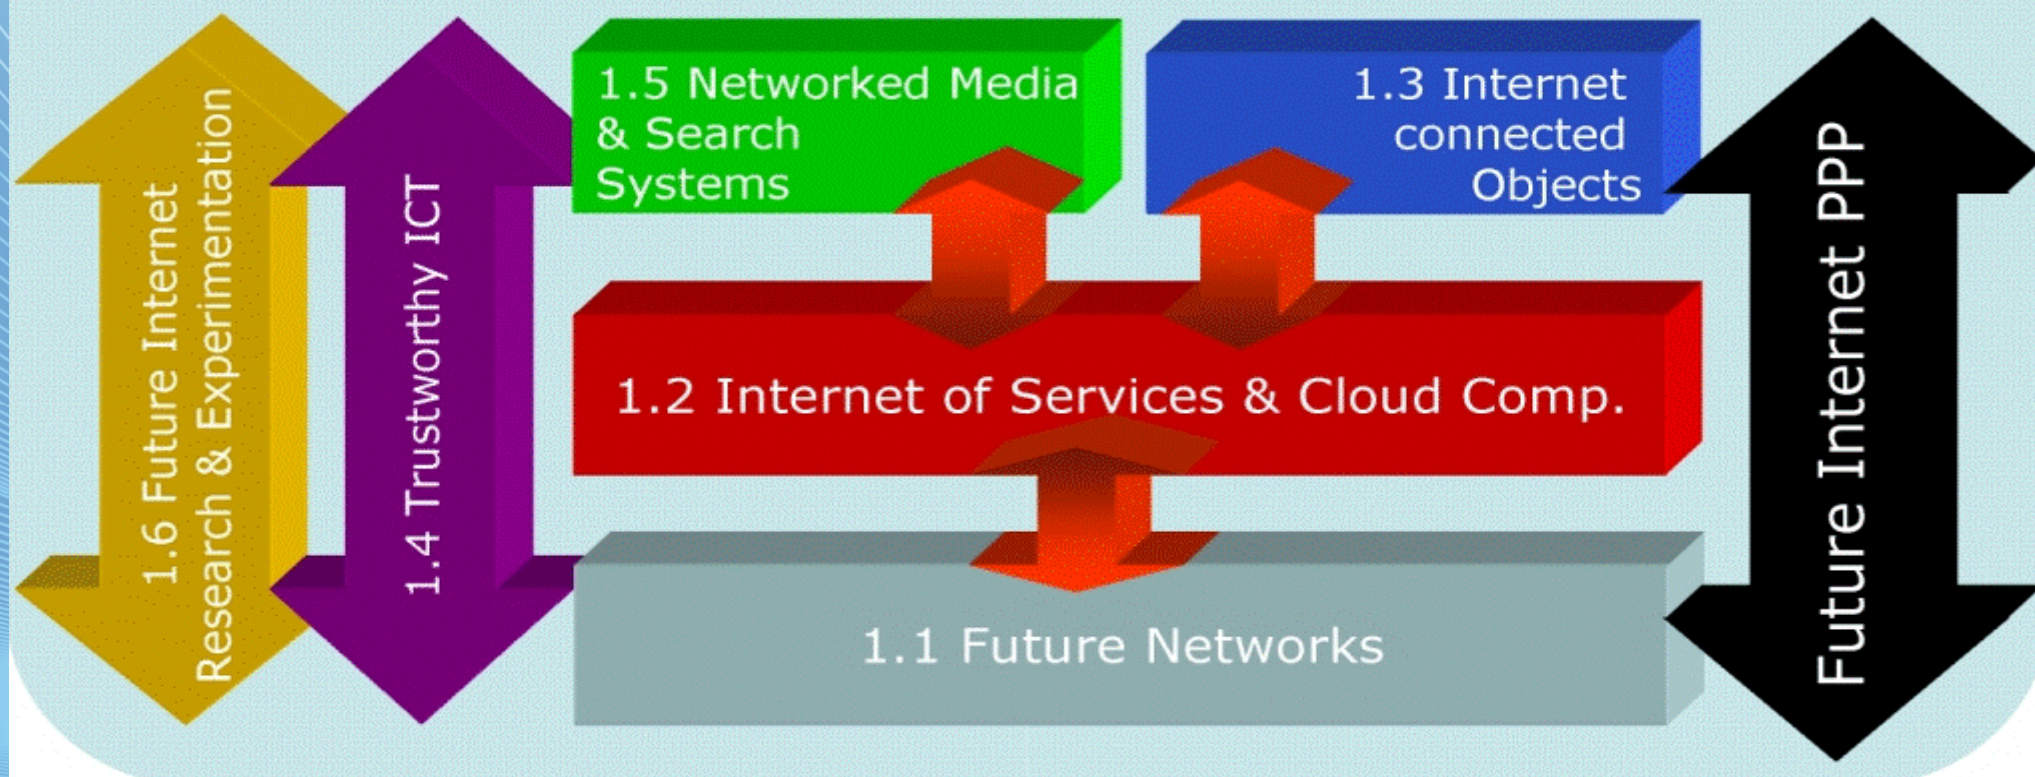 1.6 Future Internet
Research & Experimentation
1.4 Trustworthy ICT
1.5 Networked Media
& Search
Systems
1.3 Internet
connected
Objects
1.2 Internet of Services & Cloud Comp.
1.1 Future Networks
Future Internet PPP